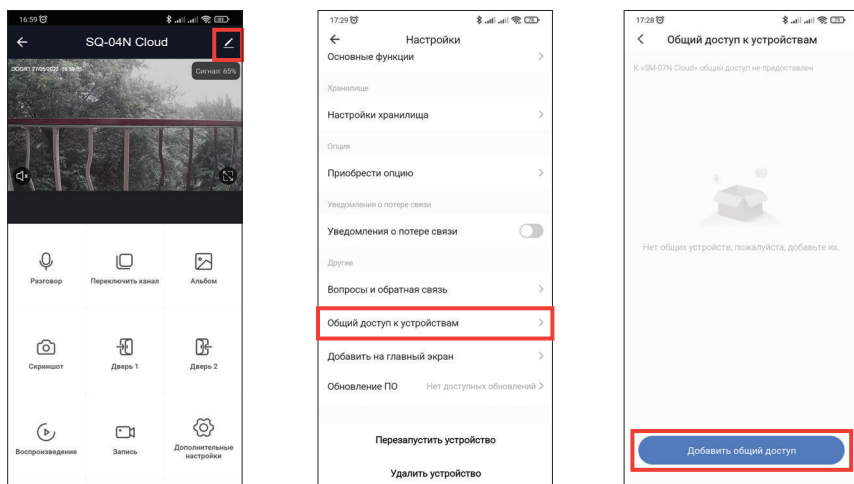 16:59
SQ-04N Cloud
DOOR1 27/05/2022 16:59:35
Сигнал: 65%
Разговор
Переключить канал
Альбом
Скриншот
Дверь 1
Дверь 2
Воспроизведение
Запись
Дополнительные
настройки
17:29
Настройки
Основные функции
Хранилище
Настройки хранилища
Опция
Приобрести опцию
Уведомления о потере связи
Уведомления о потере связи
Другие
Вопросы и обратная связь
Общий доступ к устройствам
Добавить на главный экран
Обновление ПО Нет доступных обновлений
Перезапустить устройство
Удалить устройство
17:28
Общий доступ к устройствам
К «SM-07N Cloud» общий доступ не предоставлен
Нет общих устройств, пожалуйста, добавьте их.
Добавить общий доступ